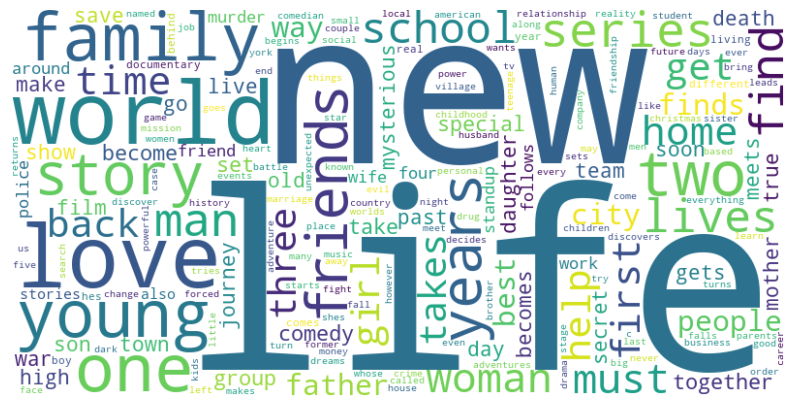 save
named
comedian
small
local
american
relationship
reality
student
death
family
behind
job
murder
way
couple
along
school
series
york
begins
social
year
real
wants
living
days
ever
end
new
tv
future
friendship
bring
around
documentary
time
things
power
village
human
get
different
leads
find
make
world
live
game
mission
women
go
goes
star
mysterious
childhood
teenage
special
husband
company
like
finds
christmas
sister
home
show
become
friend
heart
unexpected
may
men
based
soon
meets
true
returns
story
set
battle
friends
known
personal
standup
daughter
every
sets
team
two
everything
police
film
case
events
old
wife
four
follows
discover
powerful
history
marriage
evil
country
night
past
years
come
city
lives
back
man
three
place
worlds
drug
take
meet
children
discovers
learn
us
love
journey
adventure
many
music
decides
work
mother
five
search
tries
away
girl
takes
best
first
gets
turns
stories
hes
change
also
starts
fight
however
brother
becomes
try
help
secret
people
young
forced
comes
shes
fall
life
son
town
little
comedy
even
day
last
falls
parents
war
boy
dark
turn
former
money
never
business
good
career
high
one
kids
group
dreams
whose
crime
father
adventures
woman
drama
stage
big
must
order
together
face
left
makes
called
house